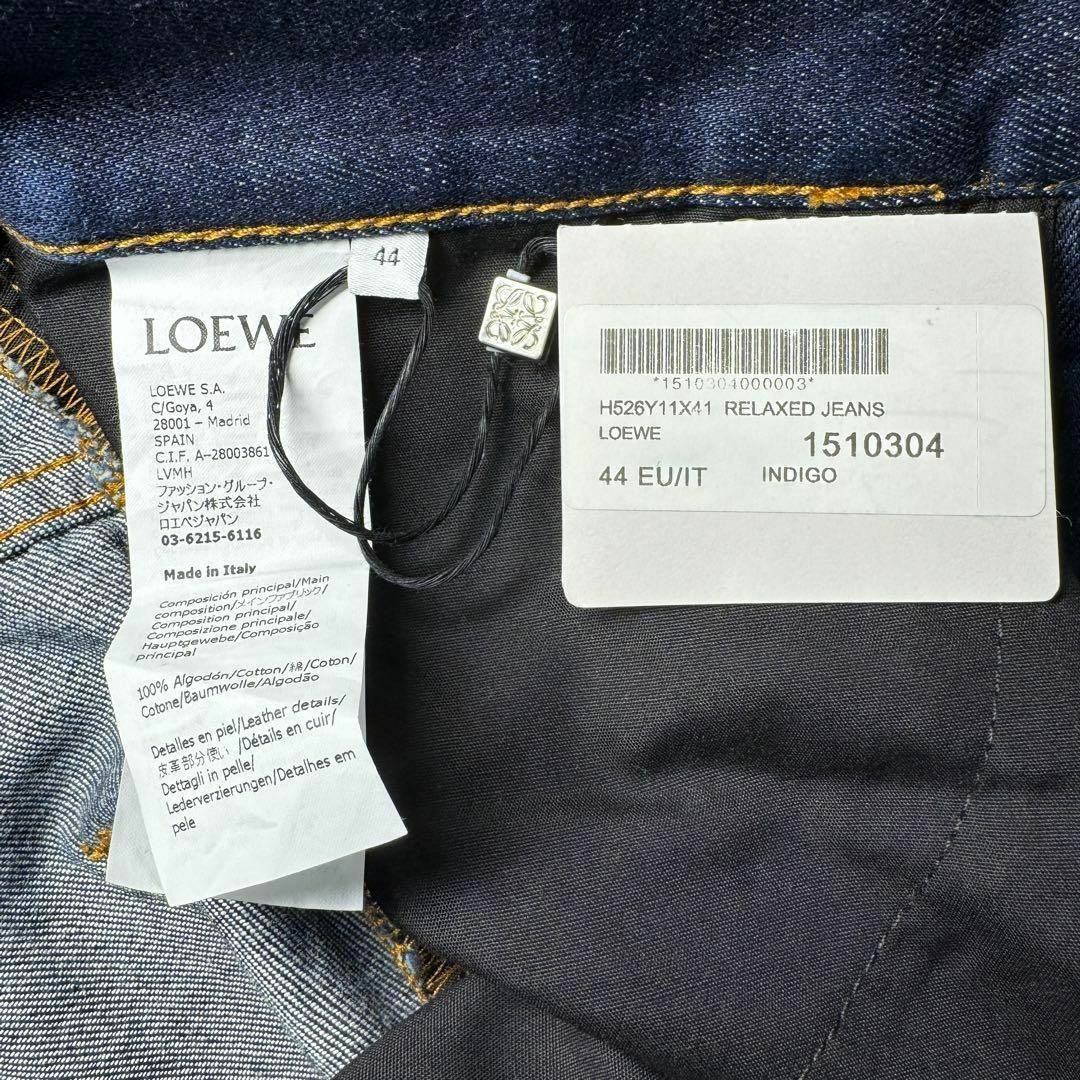 44
LOEWE
LOEWE S.A.
C/Goya, 4
28001 – Madrid
SPAIN
C.I.F. A-28003861
LVMH
ファッション・グループ・
ジャパン株式会社
ロエベジャパン
03-6215-6116
Made in Italy
Composición principal/Main
composition/メインファブリック/
Composition principal/
Composizione principale/
Hauptgewebe/Composição
principal
100% Algodón/Cotton/綿/Coton/
Cotone/Baumwolle/Algodão
Detalles en piel/Leather details/
皮革部分使い/Détails en cuir/
Dettagli in pelle/
Lederverzierungen/Detalhes em
pele
*1510304000003*
H526Y11X41 RELAXED JEANS
LOEWE
1510304
44 EU/IT INDIGO